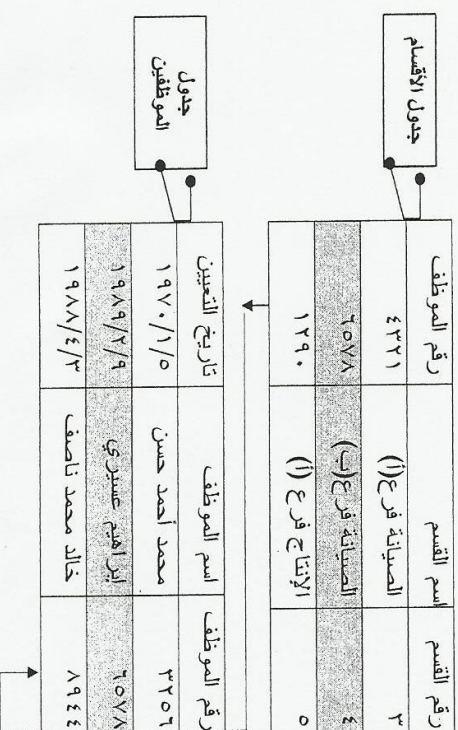 جدول الأقسام
رقم القسم اسم القسم رقم الموظف
٣ الصيانة فرع(أ) ٤٣٢١
٤ الصيانة فرع(ب) ٦٥٧٨
٥ الإنتاج فرع (أ) ١٢٩٠
جدول
الموظفين
رقم الموظف اسم الموظف تاريخ التعيين
٣٢٥٦ محمد أحمد حسن ١٩٧٠/١/٥
٦٥٧٨ ابراهيم عسيري ١٩٨٩/٢/٩
٨٩٤٤ خالد محمد ناصف ١٩٨٨/٤/٣